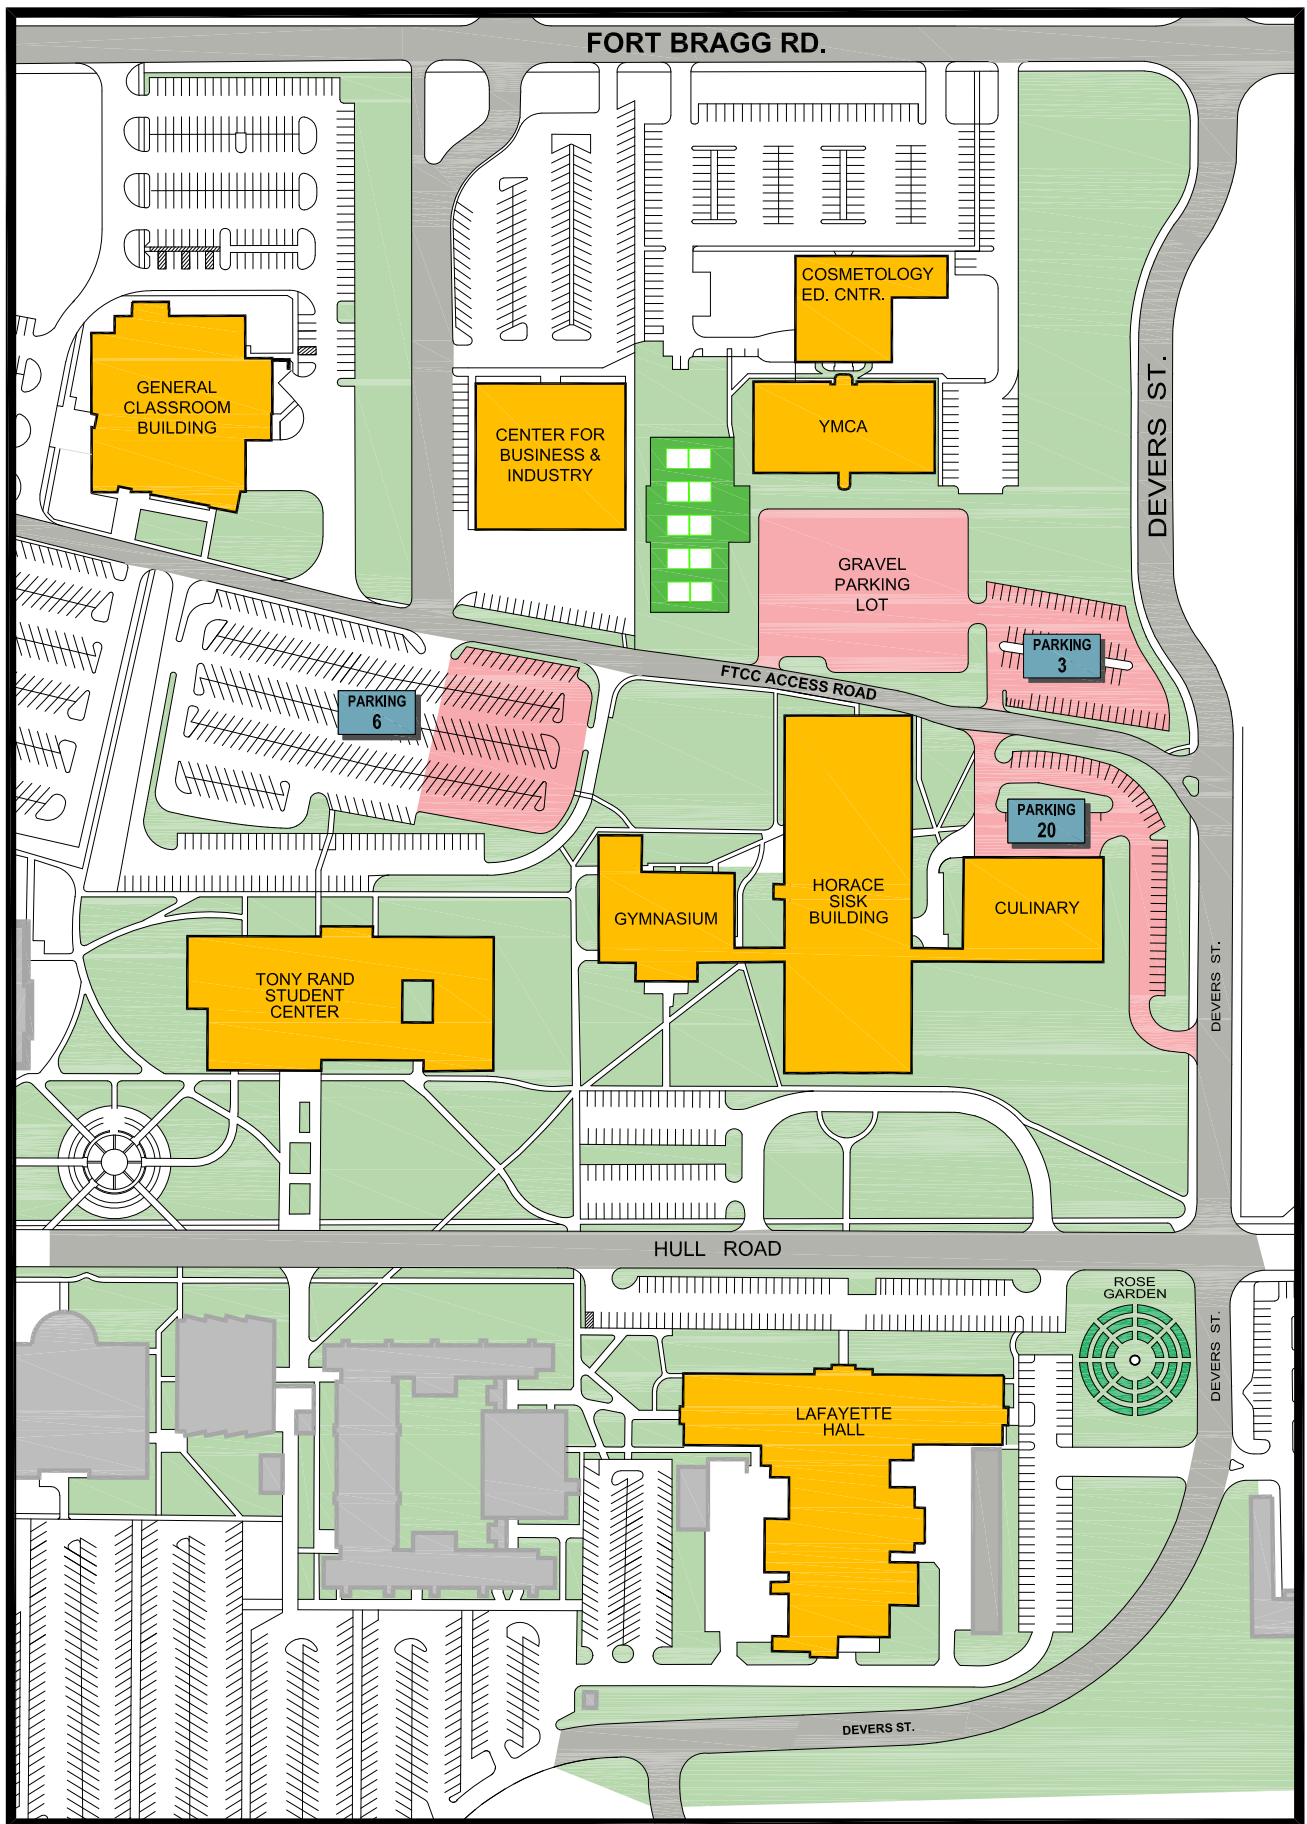 FORT BRAGG RD.
COSMETOLOGY
ED. CNTR.
DEVERS ST.
GENERAL
CLASSROOM
BUILDING
CENTER FOR
BUSINESS &
INDUSTRY
YMCA
GRAVEL
PARKING
LOT
PARKING
3
FTCC ACCESS ROAD
PARKING
6
PARKING
20
HORACE
SISK
BUILDING
GYMNASIUM
CULINARY
TONY RAND
STUDENT
CENTER
DEVERS ST.
HULL ROAD
ROSE
GARDEN
DEVERS ST.
LAFAYETTE
HALL
DEVERS ST.